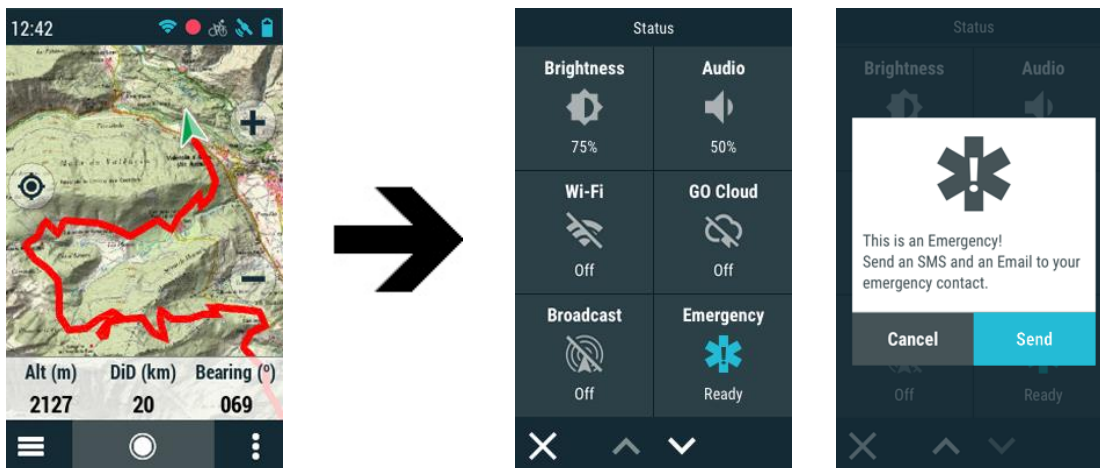 12:42
Alt (m) DiD (km) Bearing (º)
2127 20 069
Status
Brightness Audio
75% 50%
Wi-Fi GO Cloud
Off Off
Broadcast Emergency
Off Ready
Status
Brightness Audio
This is an Emergency!
Send an SMS and an Email to your
emergency contact.
Cancel Send
Off Ready